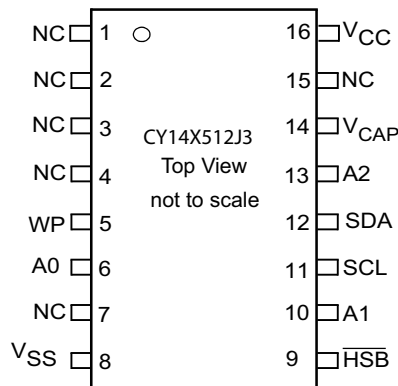 NC 1 16 VCC
NC 2 15 NC
NC 3 14 VCAP
CY14X512J3
Top View
not to scale
NC 4 13 A2
WP 5 12 SDA
A0 6 11 SCL
NC 7 10 A1
VSS 8 9 HSB